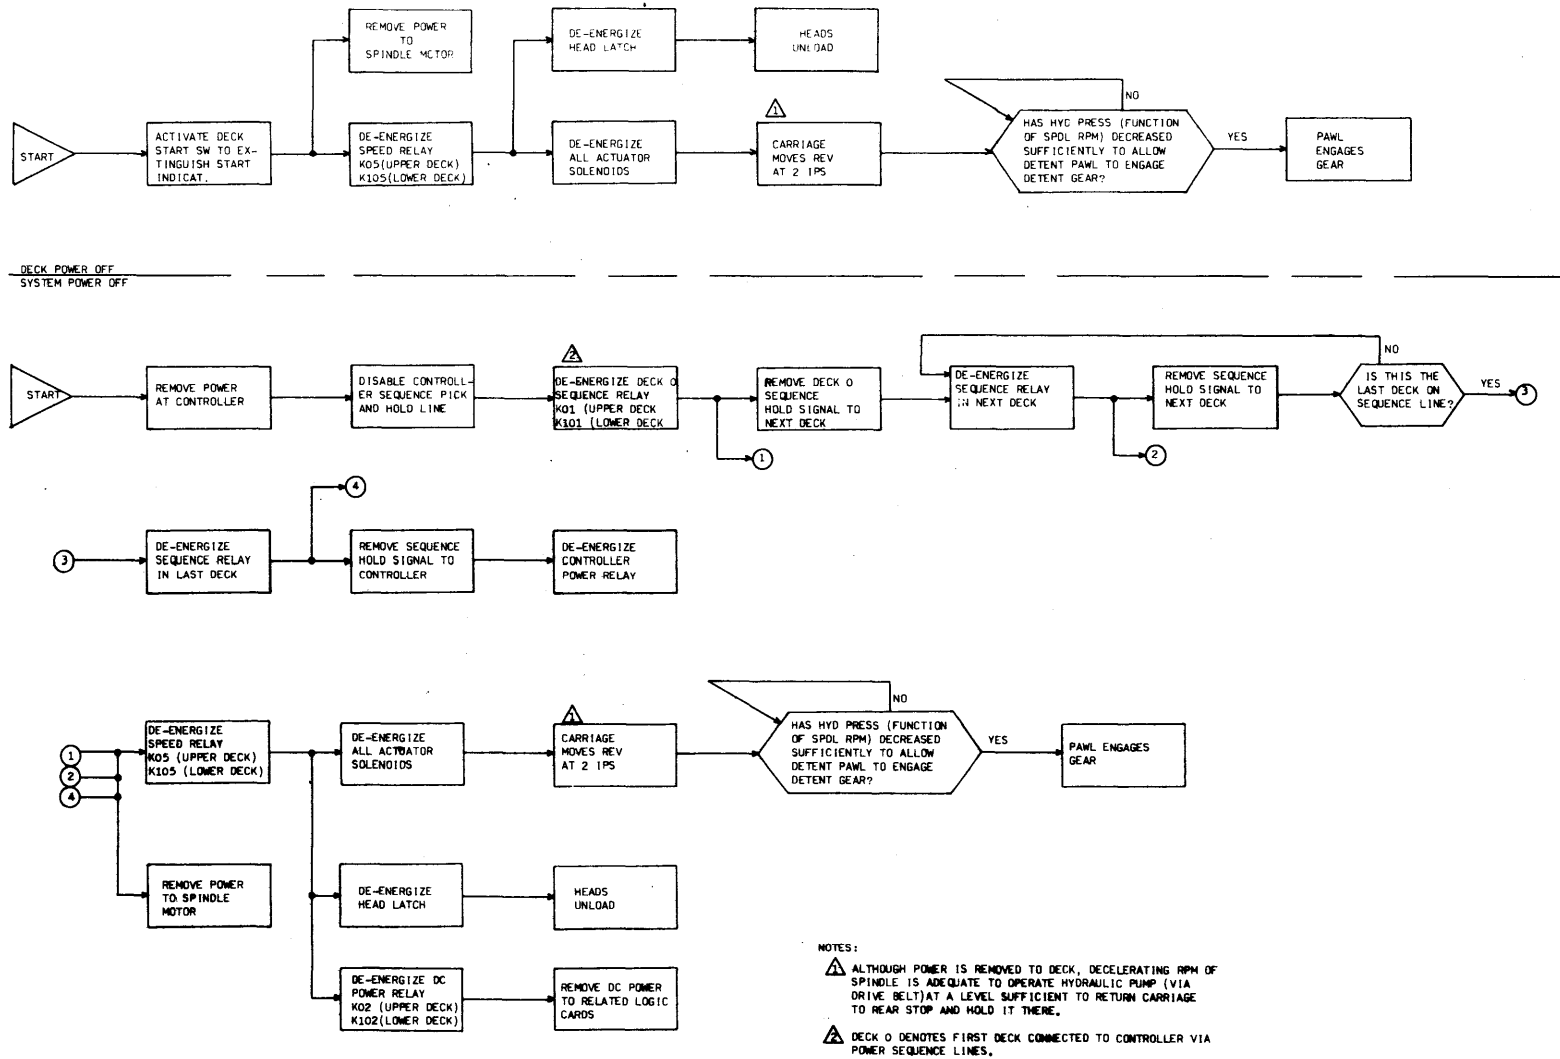 REMOVE POWER
TO
SPINDLE MOTOR
DE-ENERGIZE
HEAD LATCH
HEADS
UNLOAD
START
ACTIVATE DECK
START SW TO EX-
TINGUISH START
INDICAT.
DE-ENERGIZE
SPEED RELAY
K05(UPPER DECK)
K105(LOWER DECK)
DE-ENERGIZE
ALL ACTUATOR
SOLENOIDS
1
CARRIAGE
MOVES REV
AT 2 IPS
NO
HAS HYD PRESS (FUNCTION
OF SPDL RPM) DECREASED
SUFFICIENTLY TO ALLOW
DETENT PAWL TO ENGAGE
DETENT GEAR?
YES
PAWL
ENGAGES
GEAR
DECK POWER OFF
SYSTEM POWER OFF
START
REMOVE POWER
AT CONTROLLER
DISABLE CONTROLL-
ER SEQUENCE PICK
AND HOLD LINE
2
DE-ENERGIZE DECK O
SEQUENCE RELAY
K01 (UPPER DECK
K101 (LOWER DECK
1
REMOVE DECK O
SEQUENCE
HOLD SIGNAL TO
NEXT DECK
DE-ENERGIZE
SEQUENCE RELAY
IN NEXT DECK
2
REMOVE SEQUENCE
HOLD SIGNAL TO
NEXT DECK
NO
IS THIS THE
LAST DECK ON
SEQUENCE LINE?
YES
3
3
DE-ENERGIZE
SEQUENCE RELAY
IN LAST DECK
4
REMOVE SEQUENCE
HOLD SIGNAL TO
CONTROLLER
DE-ENERGIZE
CONTROLLER
POWER RELAY
1
2
4
DE-ENERGIZE
SPEED RELAY
K05 (UPPER DECK)
K105 (LOWER DECK)
DE-ENERGIZE
ALL ACTUATOR
SOLENOIDS
1
CARRIAGE
MOVES REV
AT 2 IPS
NO
HAS HYD PRESS (FUNCTION
OF SPDL RPM) DECREASED
SUFFICIENTLY TO ALLOW
DETENT PAWL TO ENGAGE
DETENT GEAR?
YES
PAWL ENGAGES
GEAR
REMOVE POWER
TO SPINDLE
MOTOR
DE-ENERGIZE
HEAD LATCH
HEADS
UNLOAD
DE-ENERGIZE DC
POWER RELAY
K02 (UPPER DECK)
K102(LOWER DECK)
REMOVE DC POWER
TO RELATED LOGIC
CARDS
NOTES:
1 ALTHOUGH POWER IS REMOVED TO DECK, DECELERATING RPM OF
SPINDLE IS ADEQUATE TO OPERATE HYDRAULIC PUMP (VIA
DRIVE BELT)AT A LEVEL SUFFICIENT TO RETURN CARRIAGE
TO REAR STOP AND HOLD IT THERE.
2 DECK O DENOTES FIRST DECK CONNECTED TO CONTROLLER VIA
POWER SEQUENCE LINES.